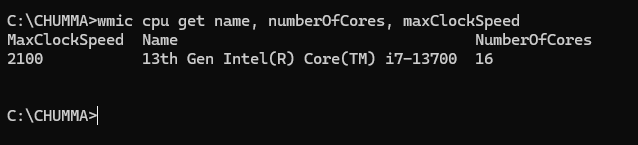 C:\CHUMMA>wmic cpu get name, numberOfCores, maxClockSpeed
MaxClockSpeed  Name                                 NumberOfCores
2100           13th Gen Intel(R) Core(TM) i7-13700  16
C:\CHUMMA>